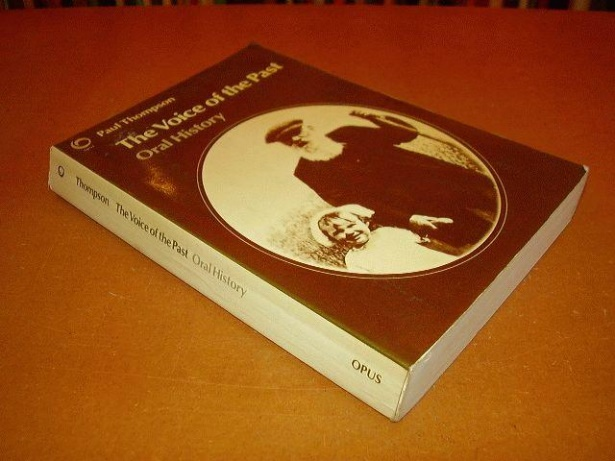 Paul Thompson
The Voice of the Past
Oral History
Thompson The Voice of the Past Oral History
OPUS